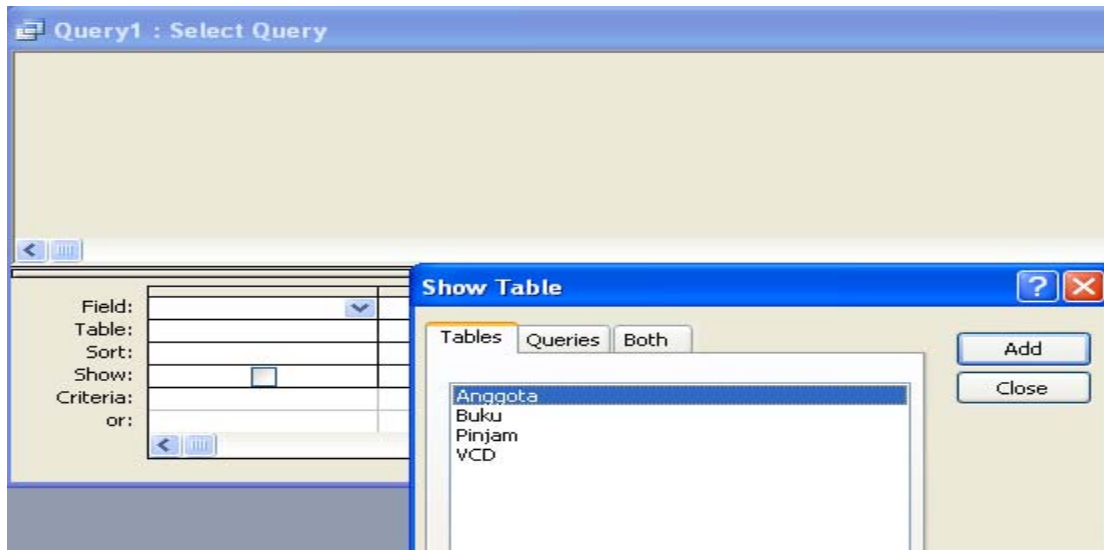 Query1 : Select Query
Field:
Table:
Sort:
Show:
Criteria:
or:
Show Table
Tables Queries Both
Add
Close
Anggota
Buku
Pinjam
VCD